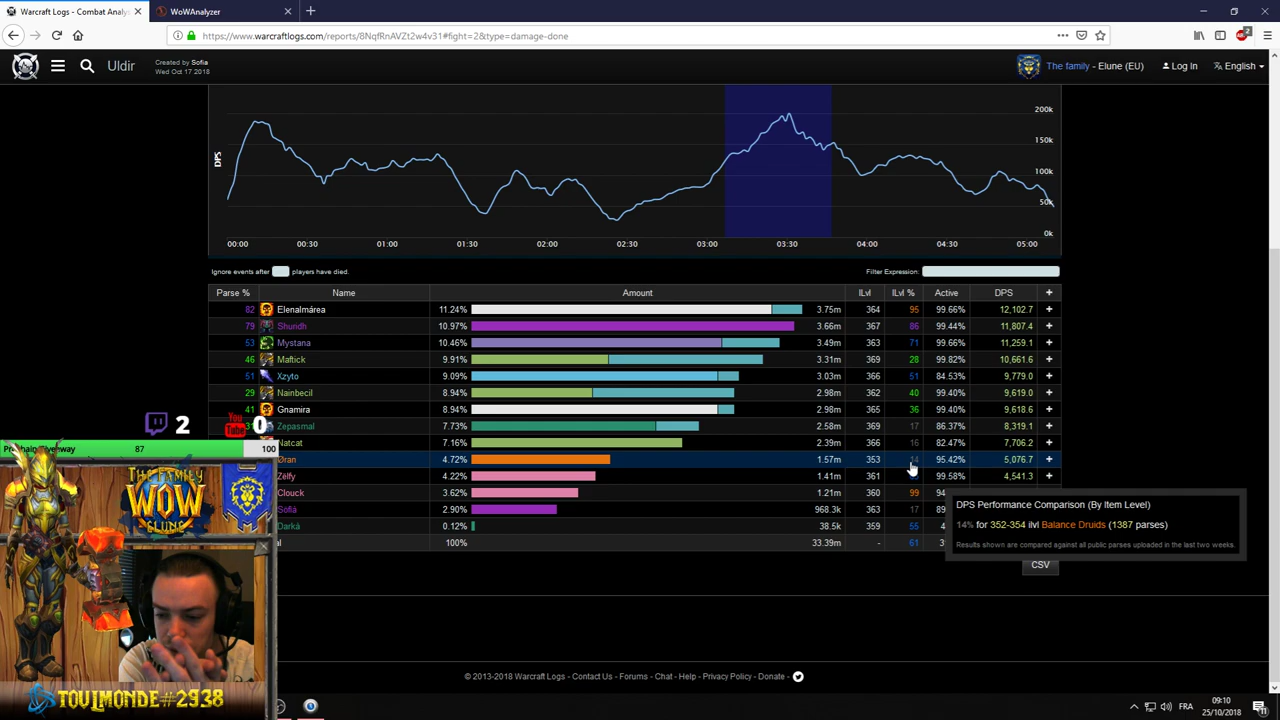 Warcraft Logs - Combat Analy
WoWAnalyzer
https://www.warcraftlogs.com/reports/8NqfRnAVZt2w4v31#fight=2&type=damage-done
Uldir
Created by Sofia
Wed Oct 17 2018
The family - Elune (EU)
Log In
English
DPS
200k
150k
100k
50k
0k
00:00 00:30 01:00 01:30 02:00 02:30 03:00 03:30 04:00 04:30 05:00
Ignore events after players have died.
Filter Expression:
Parse % Name Amount ILvl ILvl % Active DPS +
82 Elenalmárea 11.24% 3.75m 364 95 99.66% 12,102.7 +
79 Shundh 10.97% 3.66m 367 86 99.44% 11,807.4 +
53 Mystana 10.46% 3.49m 363 71 99.66% 11,259.1 +
46 Maftick 9.91% 3.31m 369 28 99.82% 10,661.6 +
51 Xzyto 9.09% 3.03m 366 51 84.53% 9,779.0 +
29 Nainbecil 8.94% 2.98m 362 40 99.40% 9,619.0 +
41 Gnamira 8.94% 2.98m 365 36 99.40% 9,618.6 +
Zepasmal 7.73% 2.58m 369 17 86.37% 8,319.1 +
Natcat 7.16% 2.39m 366 16 82.47% 7,706.2 +
Øran 4.72% 1.57m 353 14 95.42% 5,076.7 +
Zelfy 4.22% 1.41m 361 99.58% 4,541.3 +
Clouck 3.62% 1.21m 360 99 94
Sofiá 2.90% 968.3k 363 17 89
Darká 0.12% 38.5k 359 55
al 100% 33.39m - 61
DPS Performance Comparison (By Item Level)
14% for 352-354 ilvl Balance Druids (1387 parses)
Results shown are compared against all public parses uploaded in the last two weeks.
CSV
2
You
0
87
100
THE FAMILY
WOW
ELUNE
TOULMONDE#2938
© 2013-2018 Warcraft Logs - Contact Us - Forums - Chat - Help - Privacy Policy - Donate -
FRA
09:10
25/10/2018